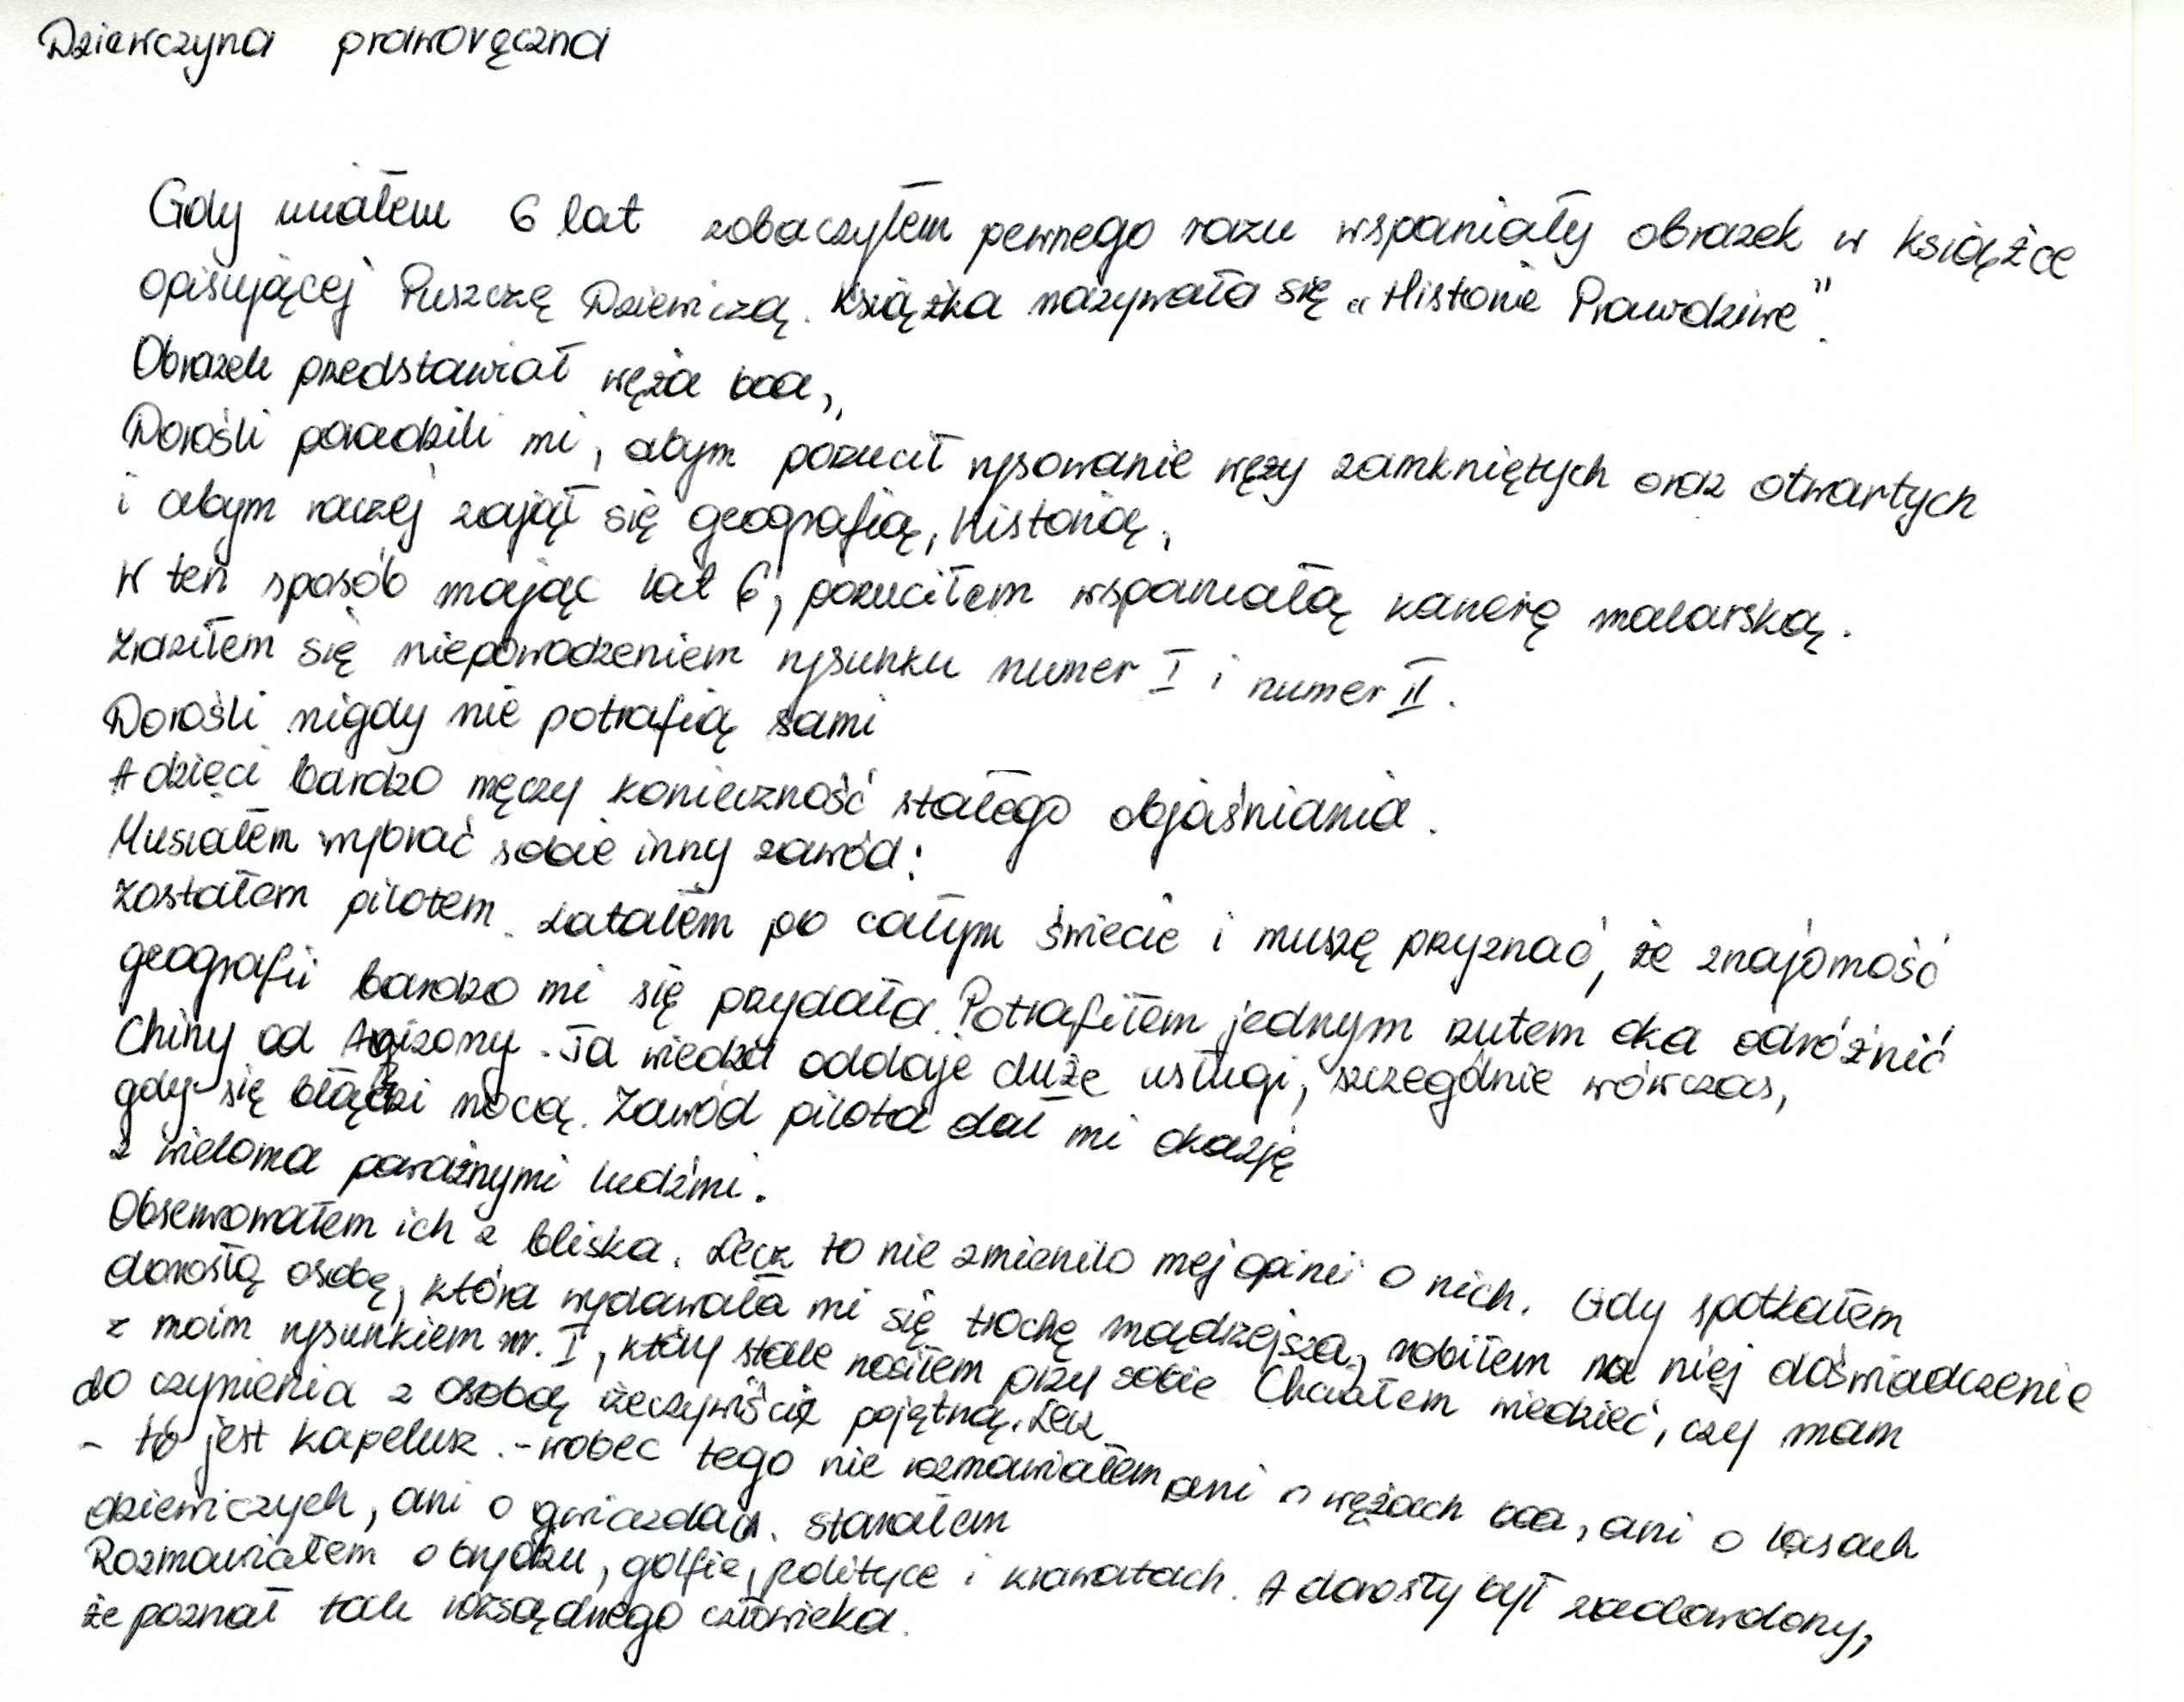 Dziewczyna praworęczna
Gdy miałem 6 lat zobaczyłem pewnego razu wspaniały obrazek w książce
opisującej Puszczę Dziewiczą. Książka nazywała się „Historie Prawdziwe".
Obrazek przedstawiał węża boa,,
Dorośli poradzili mi, abym porzucił rysowanie węży zamkniętych oraz otwartych
i abym raczej zajął się geografią, Historią,
W ten sposób mając lat 6, porzuciłem wspaniałą karierę malarską.
Zraziłem się niepowodzeniem rysunku numer I i numer II.
Dorośli nigdy nie potrafią sami
A dzieci bardzo męczy konieczność stałego objaśniania.
Musiałem wybrać sobie inny zawód:
Zostałem pilotem. Latałem po całym świecie i muszę przyznać, że znajomość
geografii bardzo mi się przydała. Potrafiłem jednym rzutem oka odróżnić
Chiny od Arizony. Ta wiedza oddaje duże usługi, szczególnie wówczas,
gdy się błądzi nocą. Zawód pilota dał mi okazję
z wieloma poważnymi ludźmi.
Obserwowałem ich z bliska. Lecz to nie zmieniło mej opinii o nich. Gdy spotkałem
dorosłą osobę, która wydawała mi się trochę mądrzejsza, robiłem na niej doświadczenie
z moim rysunkiem nr. I, który stale nosiłem przy sobie Chciałem wiedzieć, czy mam
do czynienia z osobą rzeczywiście pojętną. Lecz
- to jest kapelusz. - wobec tego nie rozmawiałem ani o wężach boa, ani o lasach
dziewiczych, ani o gwiazdach. starałem
Rozmawiałem o brydżu, golfie, polityce i krawatach. A dorosły był zadowolony,
że poznał tak rozsądnego człowieka.